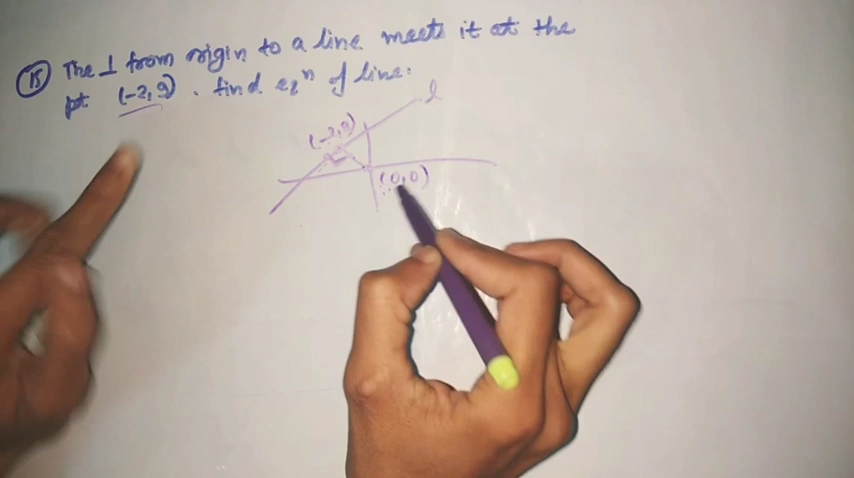 15 The ⊥ from origin to a line meets it at the
pt (-2,9). find eqⁿ of line.
l
(-2,9)
(0,0)